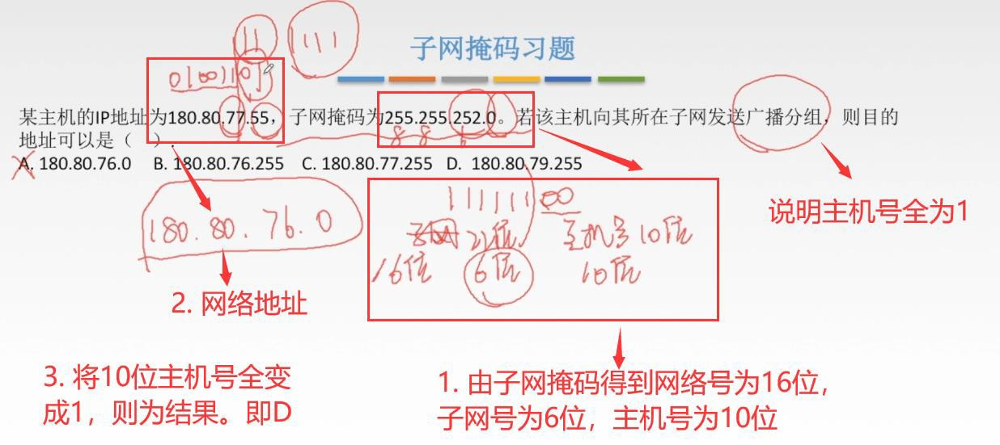 11 111
子网掩码习题
01001101
某主机的IP地址为180.80.77.55，子网掩码为255.255.252.0。若该主机向其所在子网发送广播分组，则目的
地址可以是（ ）.
8 8 6
A. 180.80.76.0 B. 180.80.76.255 C. 180.80.77.255 D. 180.80.79.255
11111100
说明主机号全为1
180.80.76.0
22位 主机号10位
16位 6位 10位
2. 网络地址
3. 将10位主机号全变
成1，则为结果。即D
1. 由子网掩码得到网络号为16位，
子网号为6位，主机号为10位